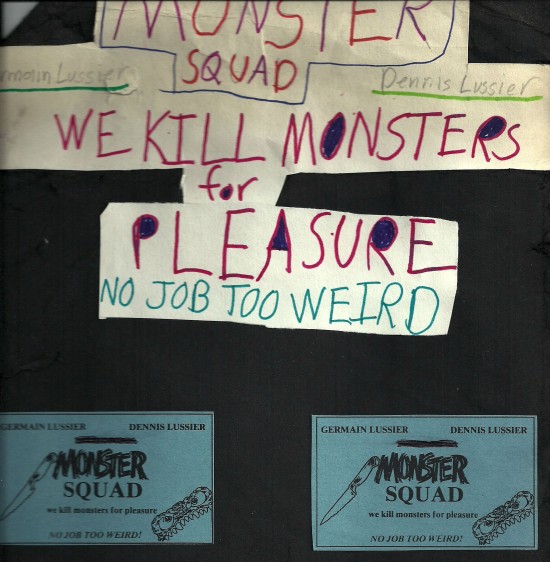 MONSTER
SQUAD
rmain Lussier Dennis Lussier
WE KILL MONSTERS
for
PLEASURE
NO JOB TOO WEIRD
GERMAIN LUSSIER DENNIS LUSSIER
MONSTER
SQUAD
we kill monsters for pleasure
NO JOB TOO WEIRD!
GERMAIN LUSSIER DENNIS LUSSIER
MONSTER
SQUAD
we kill monsters for pleasure
NO JOB TOO WEIRD!